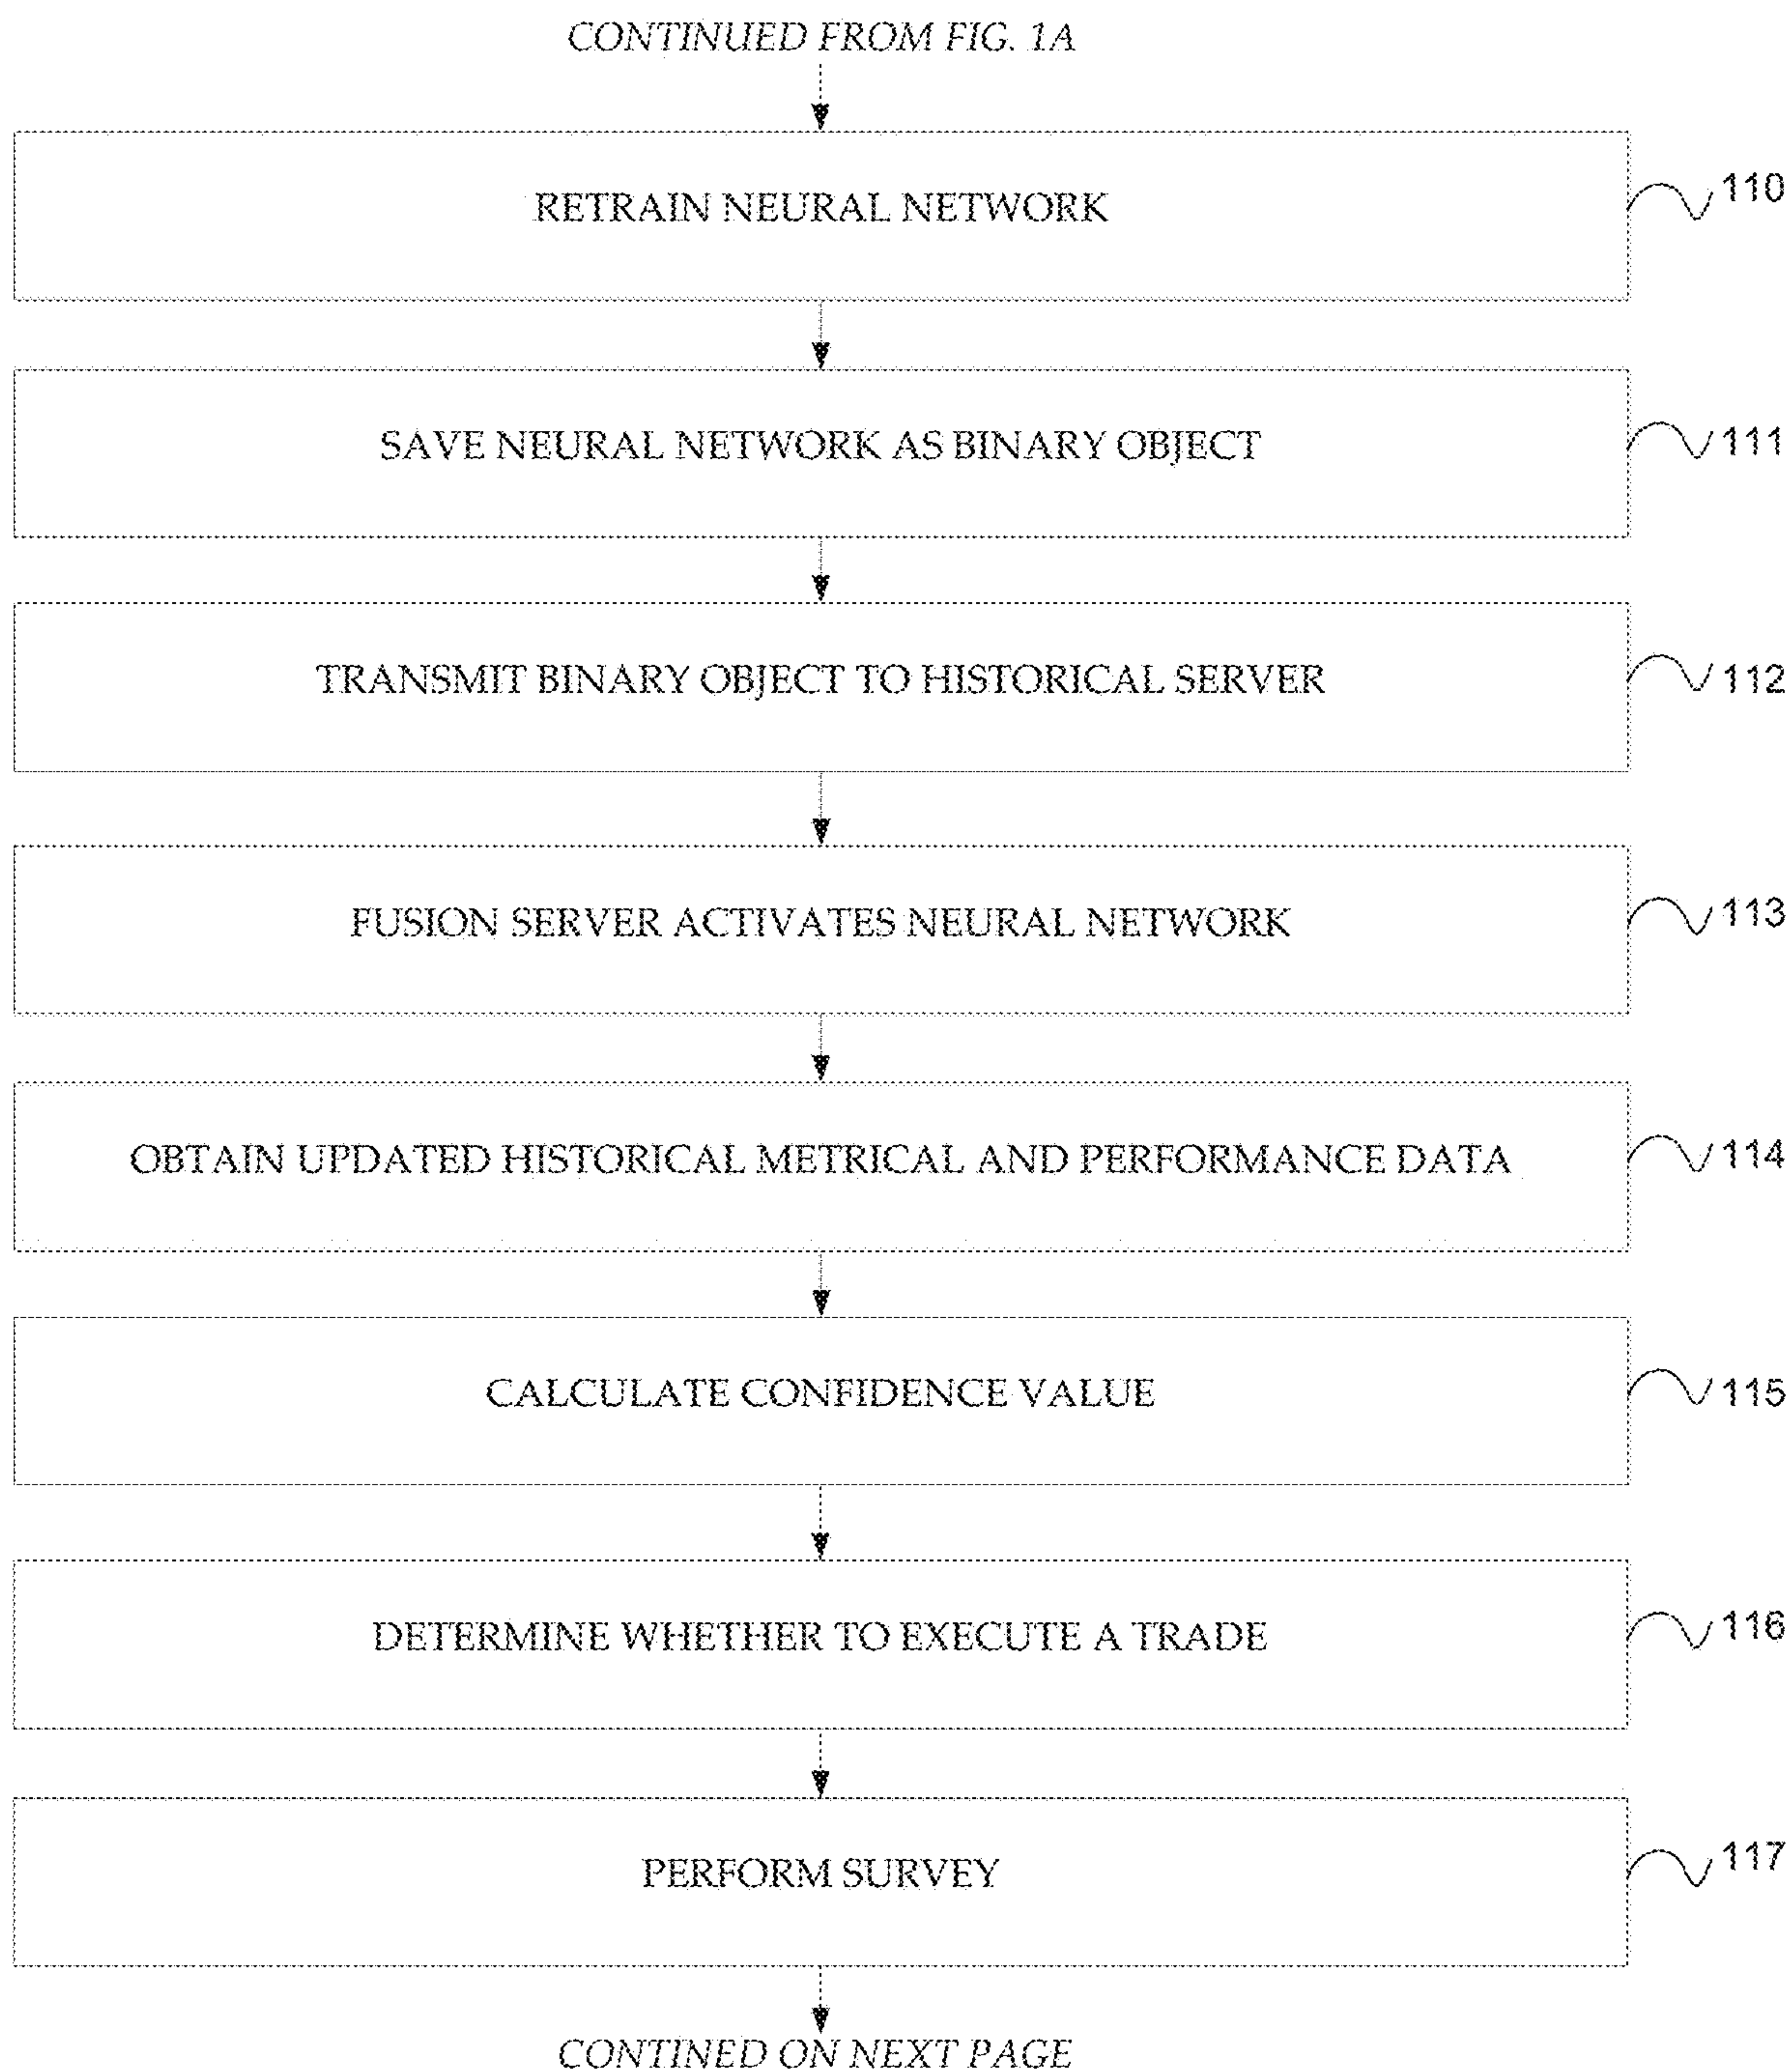 CONTINUED FROM FIG. 1A
RETRAIN NEURAL NETWORK
110
SAVE NEURAL NETWORK AS BINARY OBJECT
111
TRANSMIT BINARY OBJECT TO HISTORICAL SERVER
112
FUSION SERVER ACTIVATES NEURAL NETWORK
113
OBTAIN UPDATED HISTORICAL METRICAL AND PERFORMANCE DATA
114
CALCULATE CONFIDENCE VALUE
115
DETERMINE WHETHER TO EXECUTE A TRADE
116
PERFORM SURVEY
117
CONTINED ON NEXT PAGE